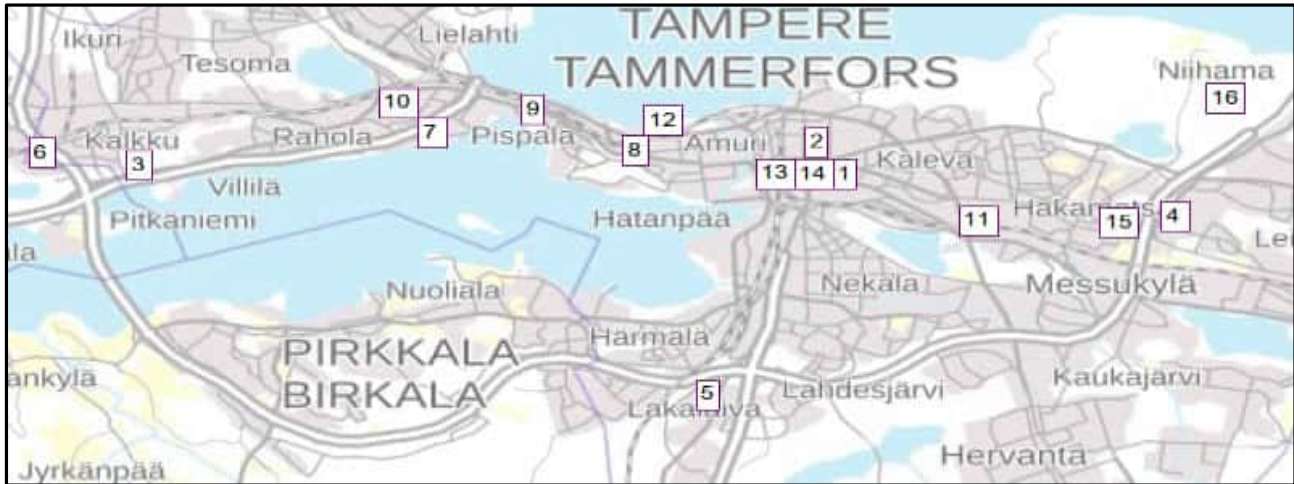 TAMPERE
Ikuri
Lielahti
Tesoma
TAMMERFORS
Niihama
10
9
16
12
Kalkku
Rahola
7
Pispala
2
6
3
8
Amuri
Kaleva
Villilä
13
14
1
Pitkäniemi
Hatanpää
11
15
4
Nuoliala
Nekala
Messukylä
Härmälä
PIRKKALA
BIRKALA
ankylä
5
Lahdesjärvi
Kaukajärvi
Hervanta
Jyrkänpää